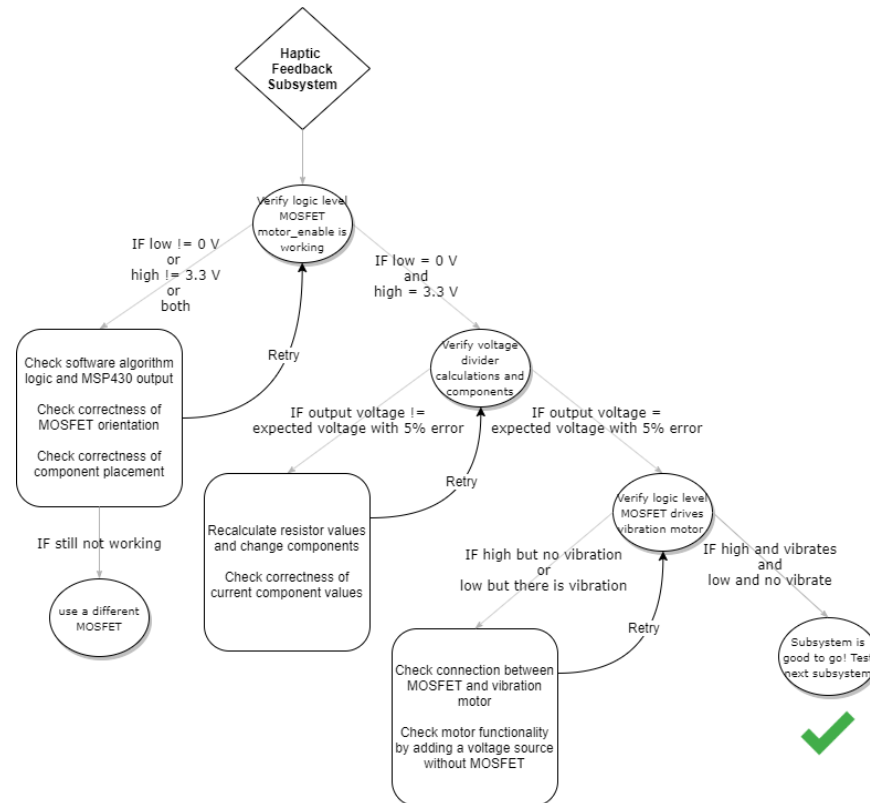 Haptic
Feedback
Subsystem
Verify logic level
MOSFET
motor_enable is
working
IF low != 0 V
or
high != 3.3 V
or
both
IF low = 0 V
and
high = 3.3 V
Retry
Check software algorithm
logic and MSP430 output
Check correctness of
MOSFET orientation
Check correctness of
component placement
Verify voltage
divider
calculations and
components
IF output voltage !=
expected voltage with 5% error
IF output voltage =
expected voltage with 5% error
Retry
Recalculate resistor values
and change components
Check correctness of
current component values
Verify logic level
MOSFET drives
vibration motor
IF still not working
use a different
MOSFET
IF high but no vibration
or
low but there is vibration
IF high and vibrates
and
low and no vibrate
Retry
Check connection between
MOSFET and vibration
motor
Check motor functionality
by adding a voltage source
without MOSFET
Subsystem is
good to go! Test
next subsystem